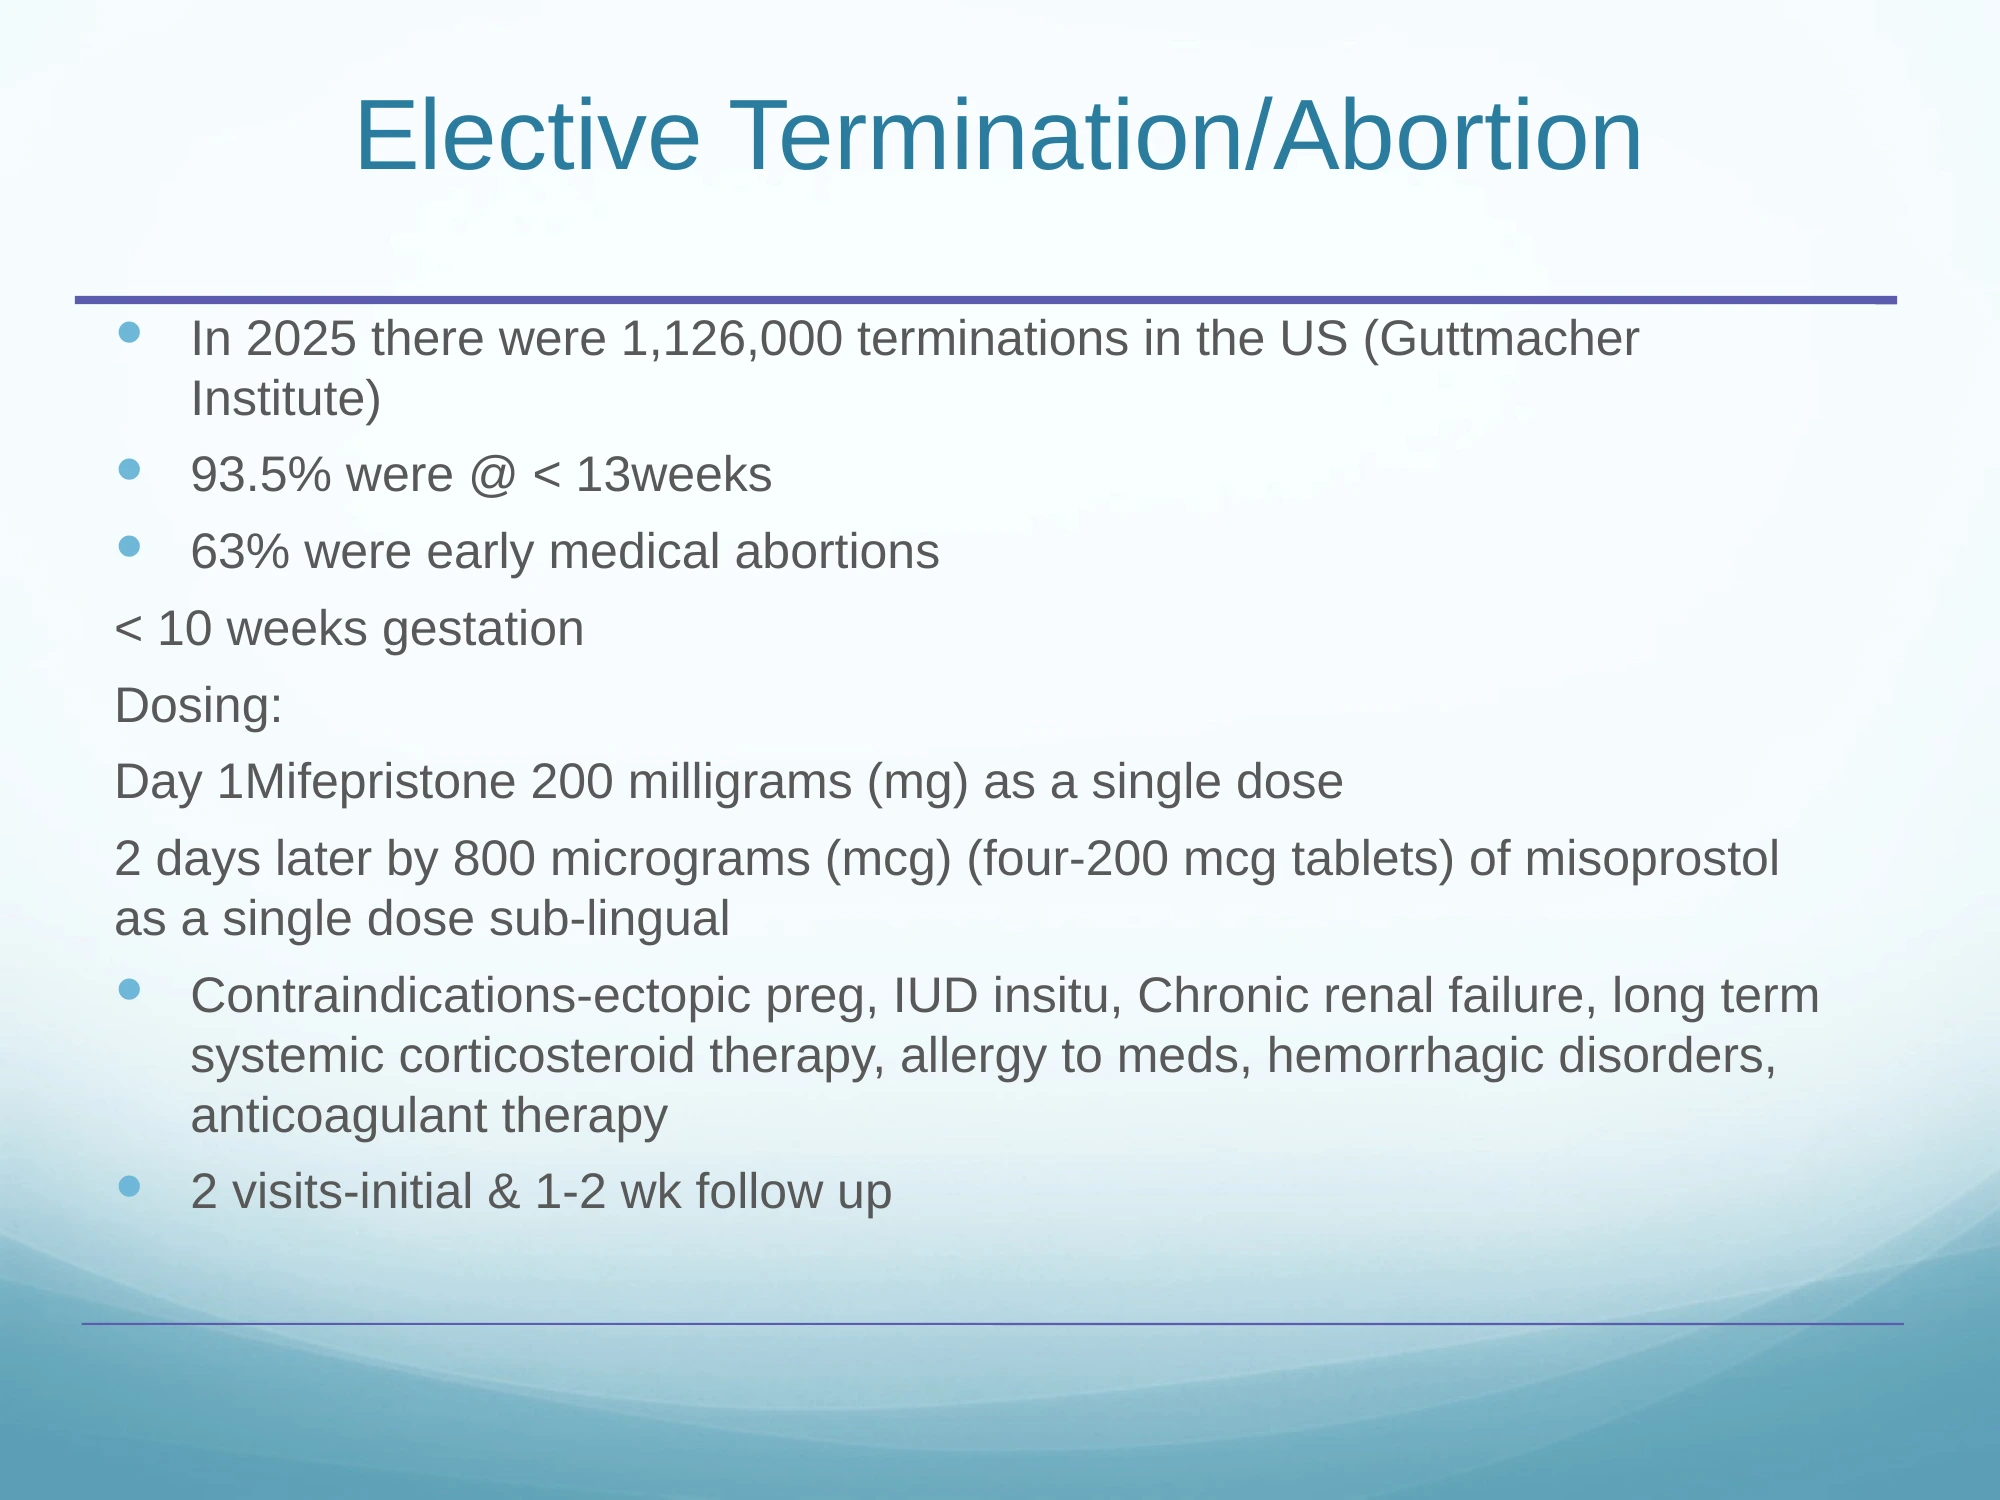 Elective Termination/Abortion
In 2025 there were 1,126,000 terminations in the US (Guttmacher
Institute)
93.5% were @ < 13weeks
63% were early medical abortions
< 10 weeks gestation
Dosing:
Day 1Mifepristone 200 milligrams (mg) as a single dose
2 days later by 800 micrograms (mcg) (four-200 mcg tablets) of misoprostol
as a single dose sub-lingual
Contraindications-ectopic preg, IUD insitu, Chronic renal failure, long term
systemic corticosteroid therapy, allergy to meds, hemorrhagic disorders,
anticoagulant therapy
2 visits-initial & 1-2 wk follow up